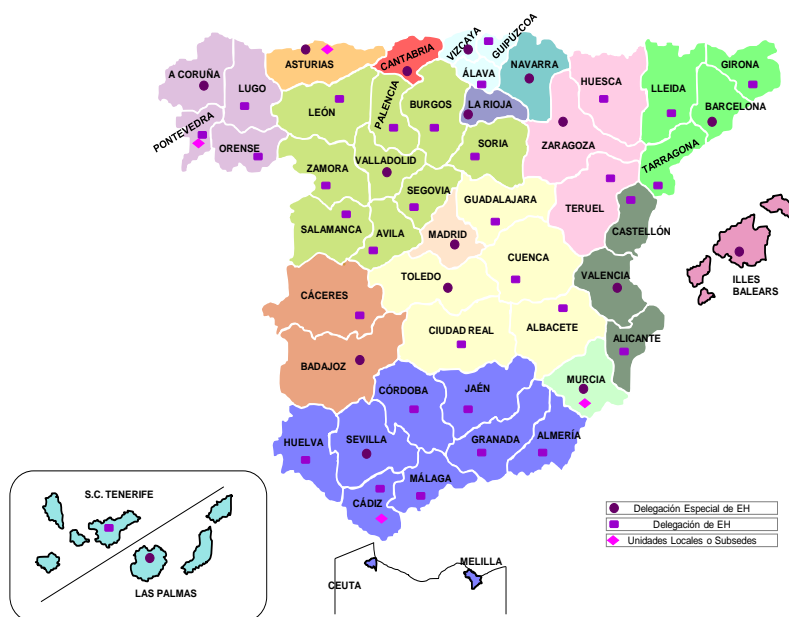 VIZCAYA
GUIPÚZCOA
ASTURIAS
CANTABRIA
NAVARRA
GIRONA
A CORUÑA
LUGO
ÁLAVA
HUESCA
LLEIDA
LEÓN
PALENCIA
BURGOS
LA RIOJA
BARCELONA
PONTEVEDRA
ORENSE
VALLADOLID
SORIA
ZARAGOZA
TARRAGONA
ZAMORA
SEGOVIA
GUADALAJARA
TERUEL
SALAMANCA
AVILA
MADRID
CASTELLÓN
CUENCA
TOLEDO
VALENCIA
ILLES
BALEARS
CÁCERES
CIUDAD REAL
ALBACETE
ALICANTE
BADAJOZ
MURCIA
CÓRDOBA
JAÉN
HUELVA
SEVILLA
GRANADA
ALMERÍA
MÁLAGA
CÁDIZ
S.C. TENERIFE
LAS PALMAS
CEUTA
MELILLA
Delegación Especial de EH
Delegación de EH
Unidades Locales o Subsedes